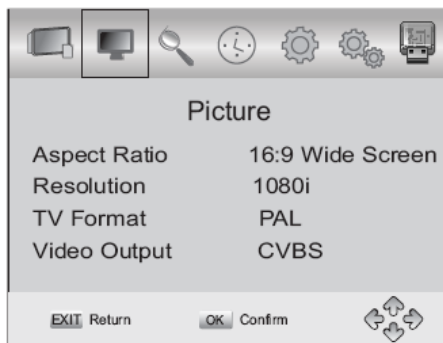 Picture
Aspect Ratio 16:9 Wide Screen
Resolution 1080i
TV Format PAL
Video Output CVBS
EXIT Return OK Confirm